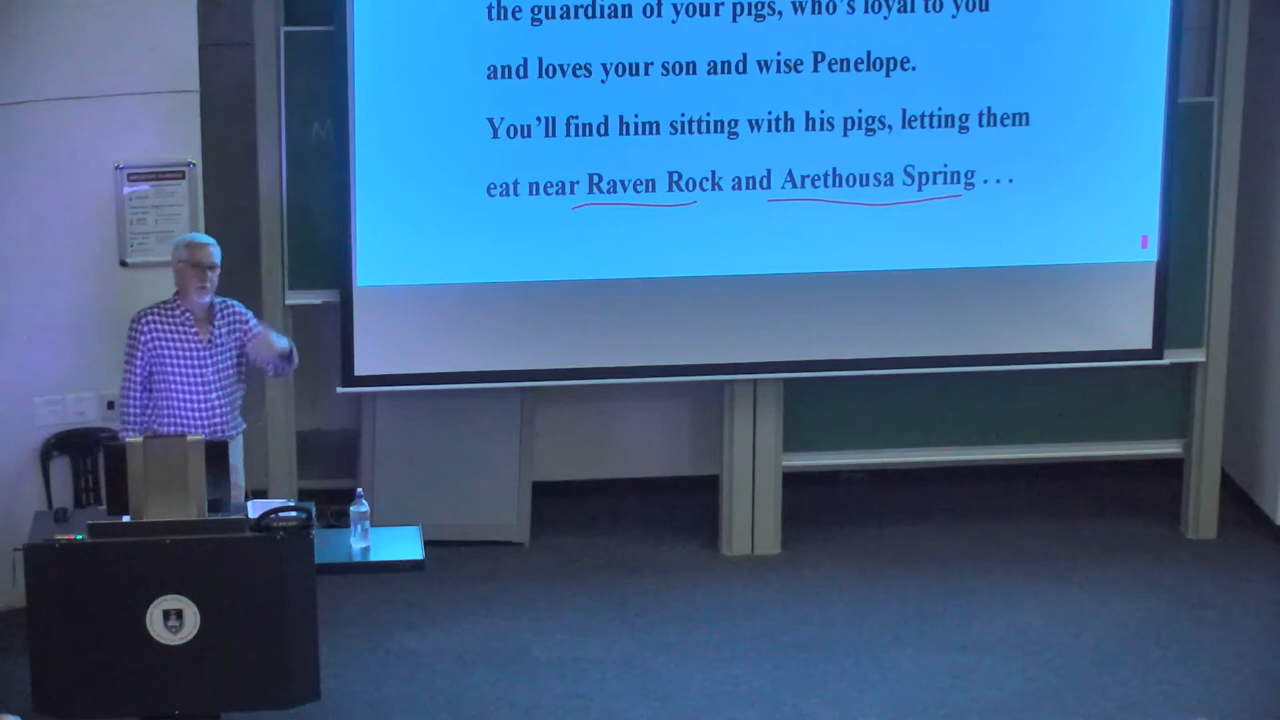 the guardian of your pigs, who's loyal to you
and loves your son and wise Penelope.
You'll find him sitting with his pigs, letting them
eat near Raven Rock and Arethousa Spring . . .